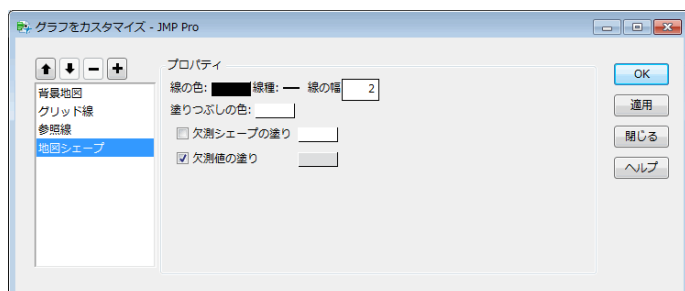 グラフをカスタマイズ - JMP Pro
背景地図
グリッド線
参照線
地図シェープ
プロパティ
線の色: 線種: 線の幅 2
塗りつぶしの色:
欠測シェープの塗り
欠測値の塗り
OK
適用
閉じる
ヘルプ